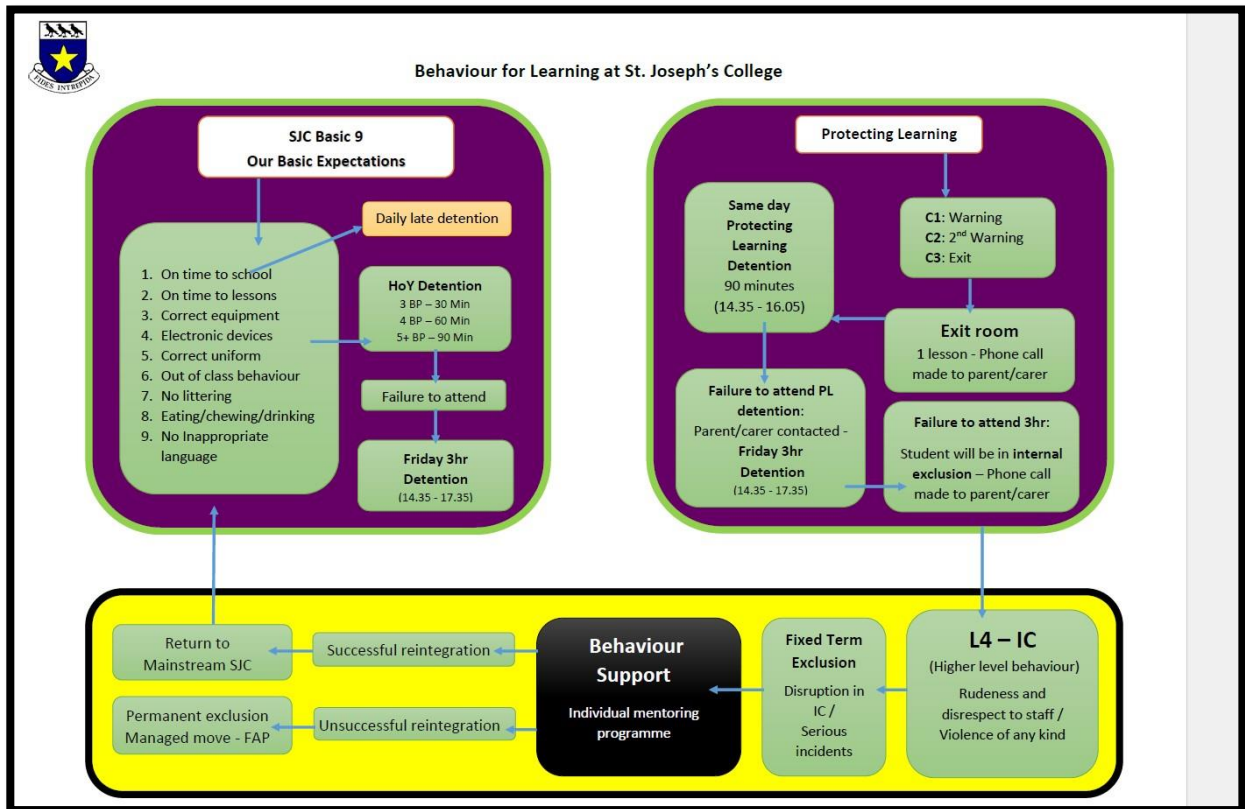 FIDES INTREPIDA
Behaviour for Learning at St. Joseph's College
SJC Basic 9
Our Basic Expectations
Daily late detention
1. On time to school
2. On time to lessons
3. Correct equipment
4. Electronic devices
5. Correct uniform
6. Out of class behaviour
7. No littering
8. Eating/chewing/drinking
9. No Inappropriate
language
HoY Detention
3 BP – 30 Min
4 BP – 60 Min
5+ BP – 90 Min
Failure to attend
Friday 3hr
Detention
(14.35 - 17.35)
Protecting Learning
C1: Warning
C2: 2nd Warning
C3: Exit
Exit room
1 lesson - Phone call
made to parent/carer
Same day
Protecting
Learning
Detention
90 minutes
(14.35 - 16.05)
Failure to attend PL
detention:
Parent/carer contacted -
Friday 3hr
Detention
(14.35 - 17.35)
Failure to attend 3hr:
Student will be in internal
exclusion – Phone call
made to parent/carer
L4 – IC
(Higher level behaviour)
Rudeness and
disrespect to staff /
Violence of any kind
Fixed Term
Exclusion
Disruption in
IC /
Serious
incidents
Behaviour
Support
Individual mentoring
programme
Successful reintegration
Return to
Mainstream SJC
Unsuccessful reintegration
Permanent exclusion
Managed move - FAP